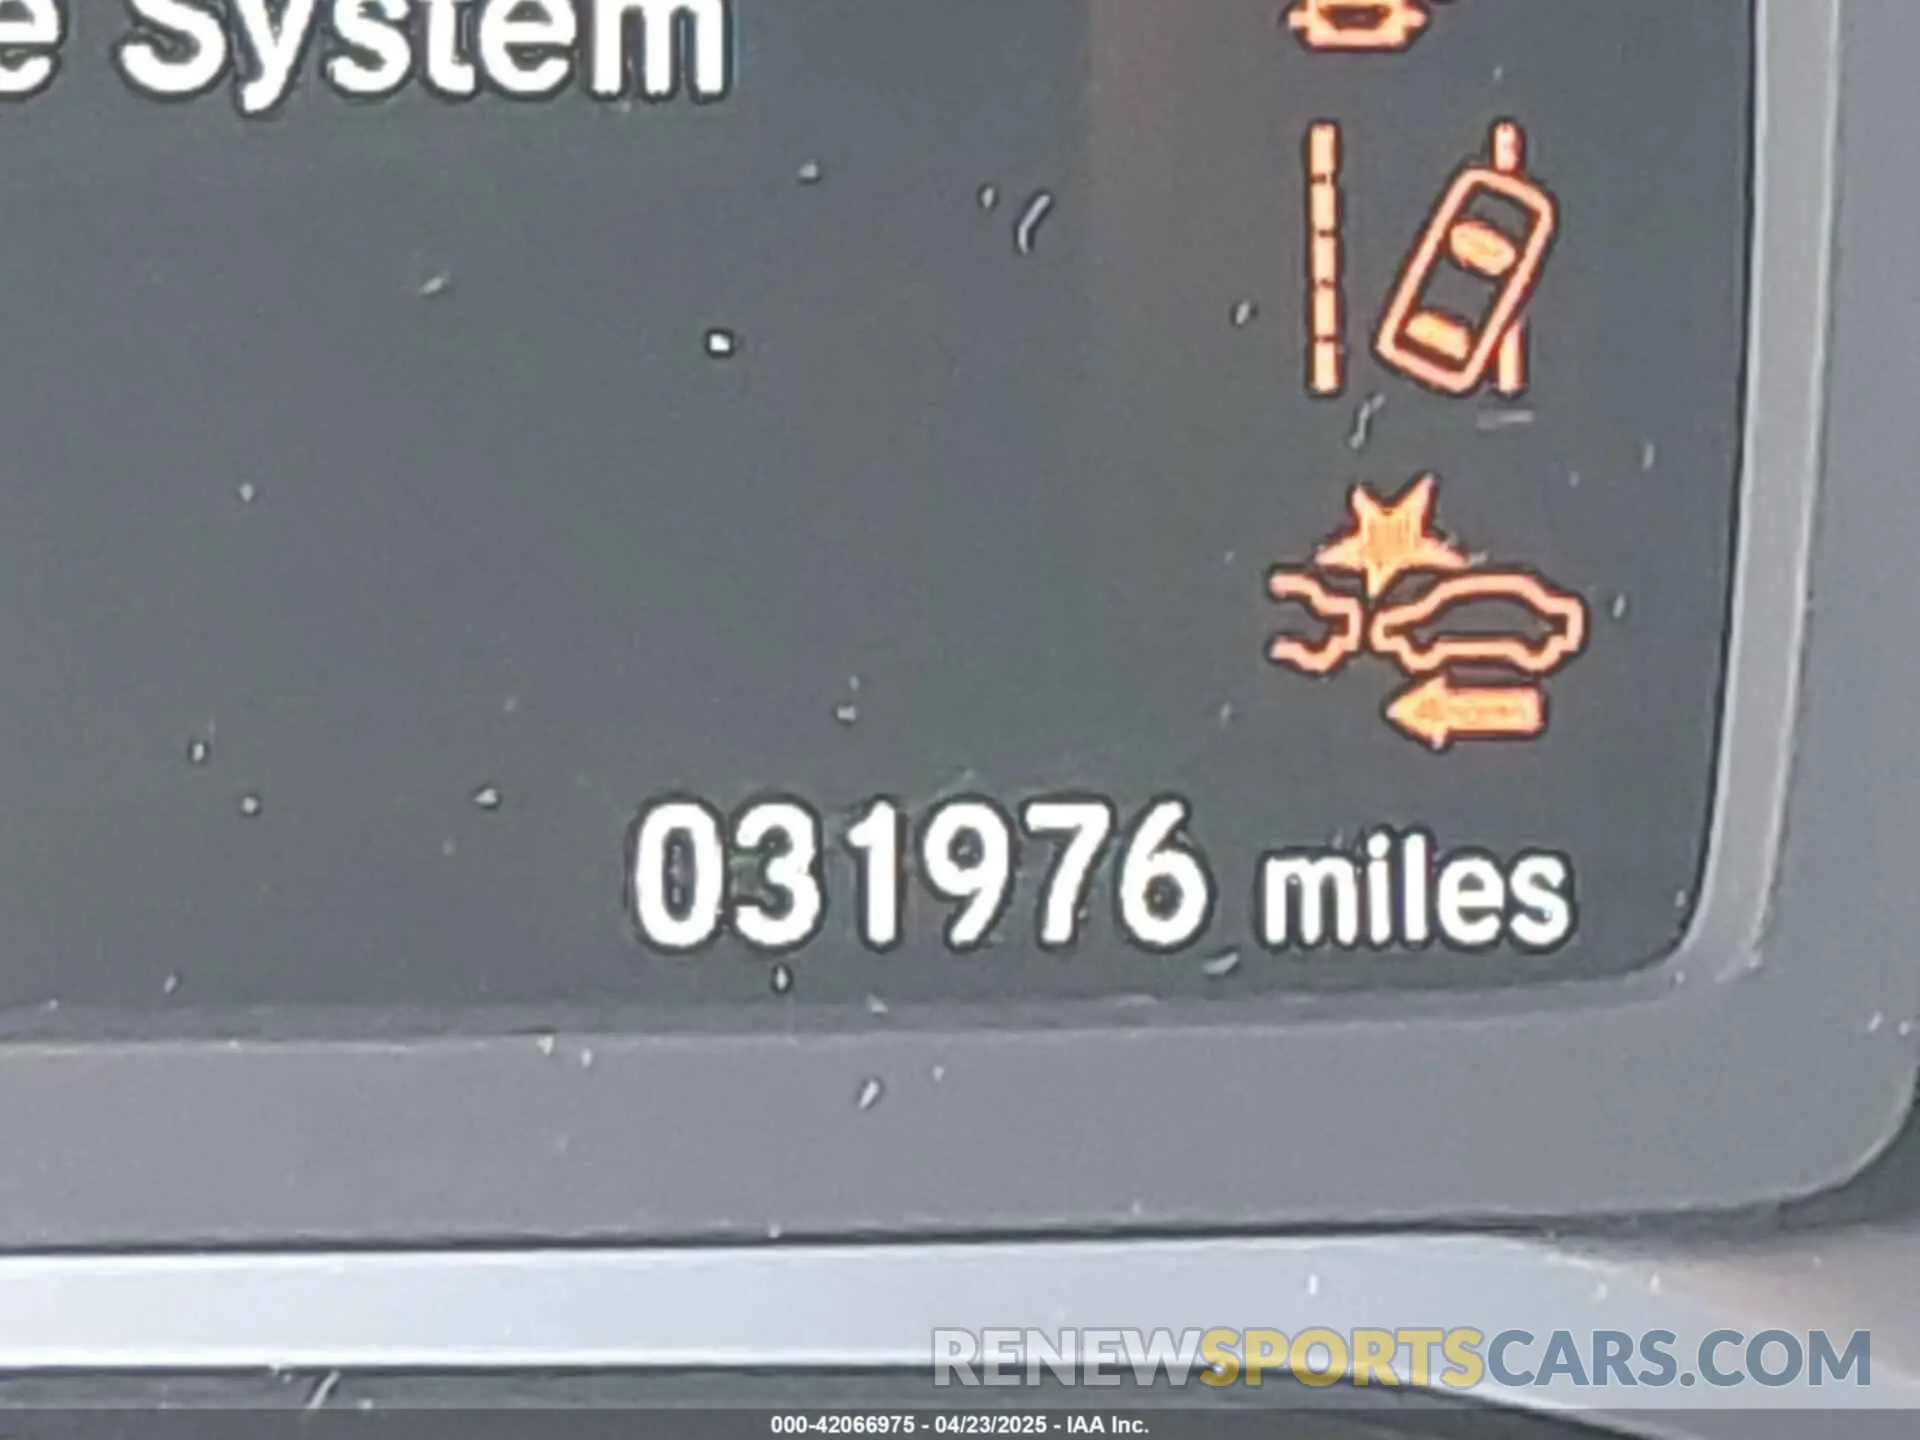 e System
031976 miles
RENEWSPORTSCARS.COM
000-42066975 - 04/23/2025 - IAA Inc.